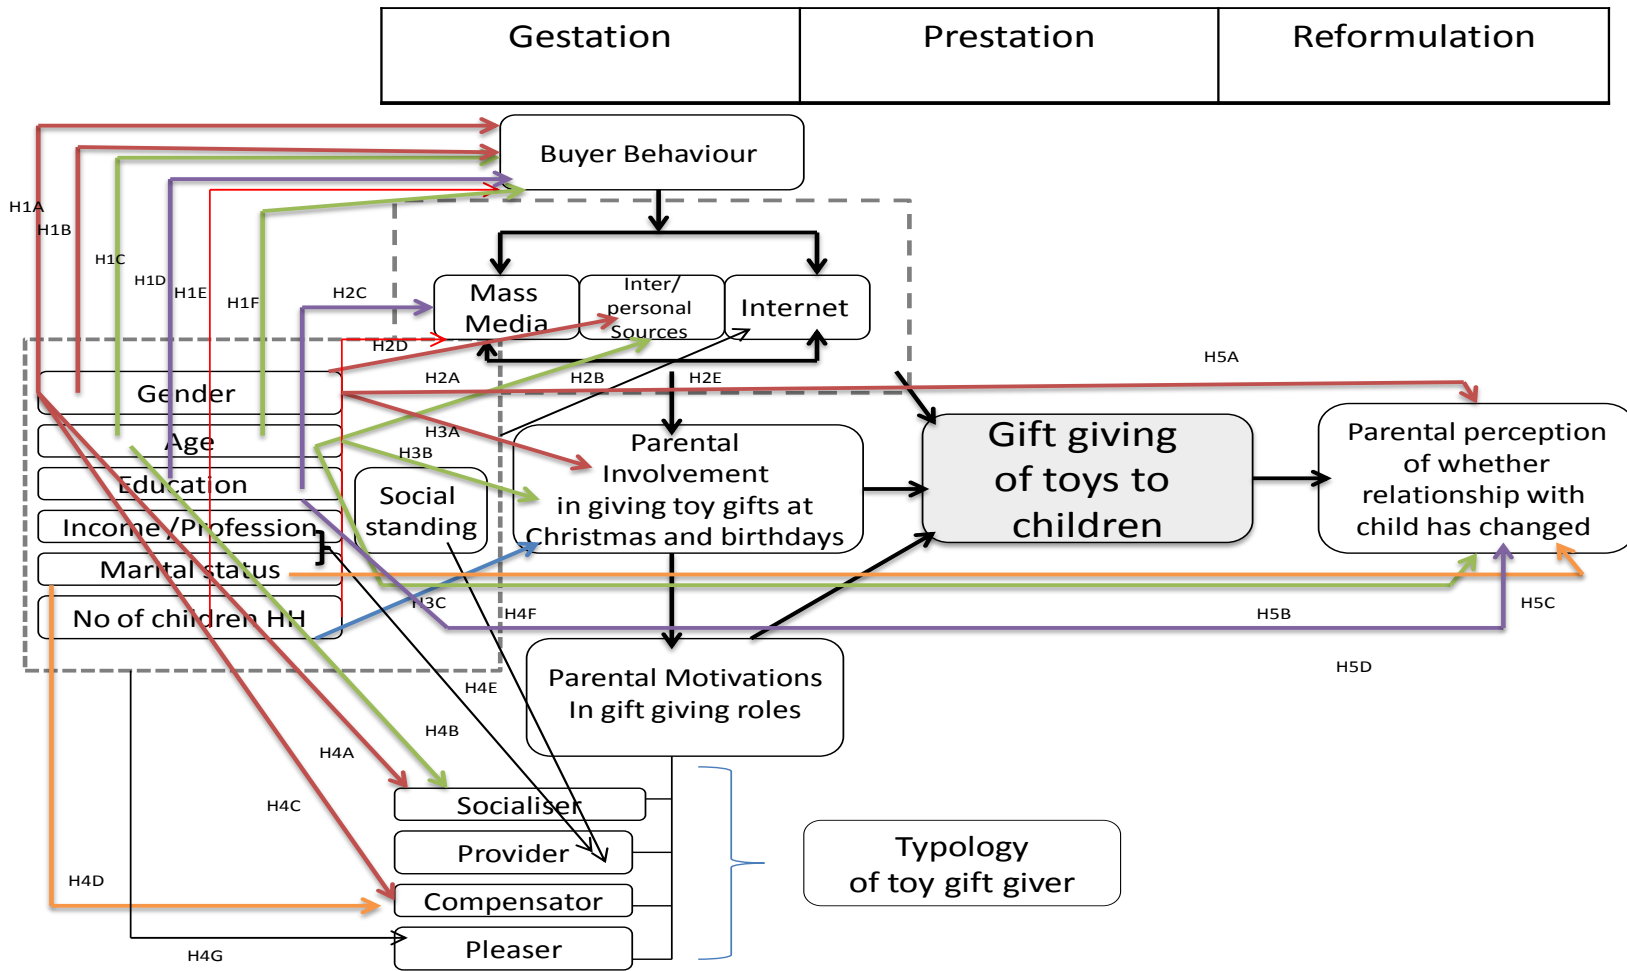 Gestation
Prestation
Reformulation
Buyer Behaviour
H1A
H1B
H1C
H1D
H1E
H1F
H2C
Mass
Media
Inter/
personal
Sources
Internet
H2D
H2A
H2B
H2E
H5A
Gender
Age
Education
Income /Profession
Marital status
No of children HH
Social
standing
H3A
H3B
H3C
Parental
Involvement
in giving toy gifts at
Christmas and birthdays
Gift giving
of toys to
children
Parental perception
of whether
relationship with
child has changed
H4F
H5B
H5C
H5D
H4E
Parental Motivations
In gift giving roles
H4B
H4A
H4C
H4D
H4G
Socialiser
Provider
Compensator
Pleaser
Typology
of toy gift giver